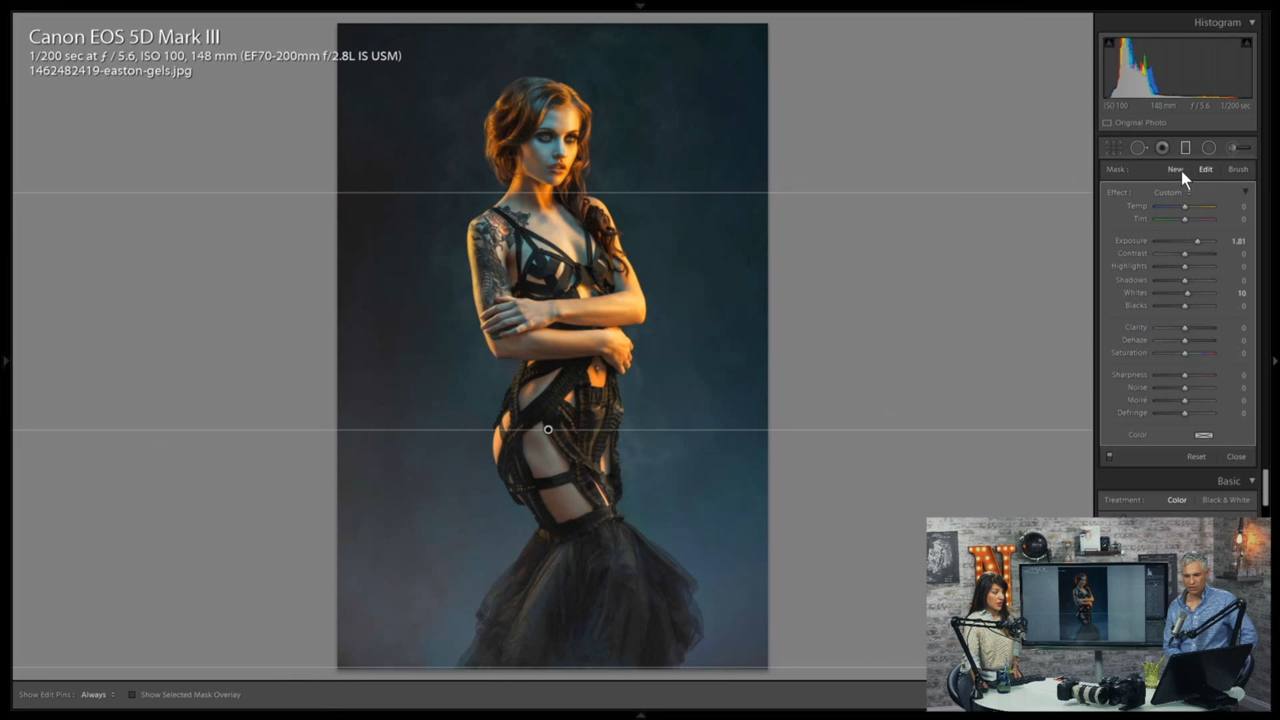 Canon EOS 5D Mark III
1/200 sec at ƒ / 5.6, ISO 100, 148 mm (EF70-200mm f/2.8L IS USM)
1462482419-easton-gels.jpg
Histogram
ISO 100 148 mm ƒ / 5.6 1/200 sec
Original Photo
Mask : New Edit Brush
Effect : Custom
Temp 0
Tint 0
Exposure 1.81
Contrast 0
Highlights 0
Shadows 0
Whites 10
Blacks 0
Clarity 0
Dehaze 0
Saturation 0
Sharpness 0
Noise 0
Moiré 0
Defringe 0
Color
Reset Close
Basic
Treatment : Color Black & White
N
Show Edit Pins : Always
Show Selected Mask Overlay